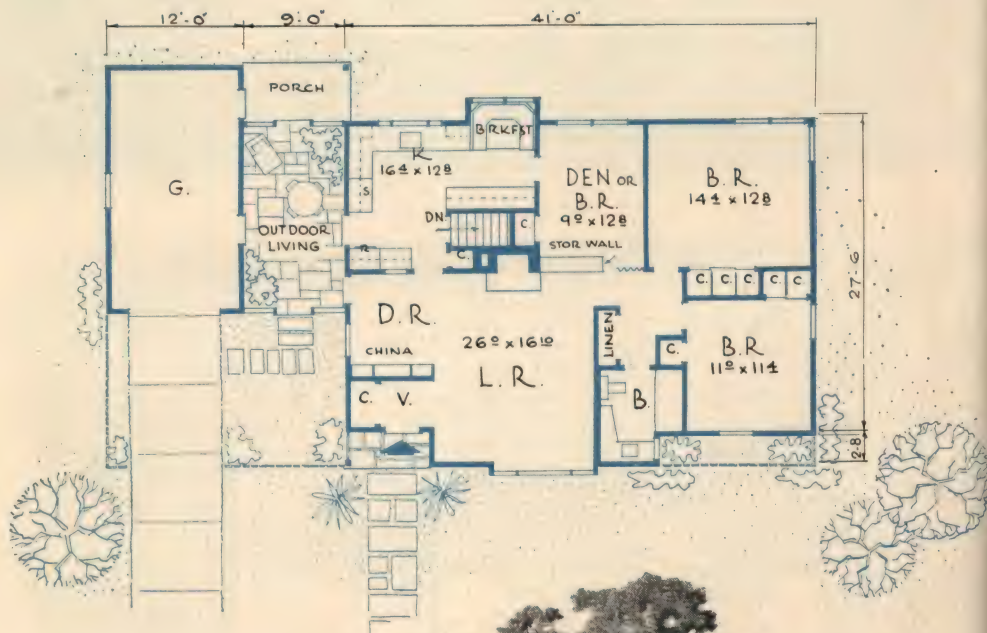 12'-0" 9'-0" 41'-0"
PORCH
BRKFST
K
16⁴ x 12⁸
G.
S
DEN OR
B.R.
9⁰ x 12⁸
B.R.
14⁴ x 12⁸
OUTDOOR
LIVING
DN
C.
STOR WALL
R
C.
C. C. C. C. C.
27'-6"
D.R.
26⁰ x 16¹⁰
L.R.
CHINA
LINEN
C.
B.R
11⁰ x 11⁴
C. V.
B.
2'-8"